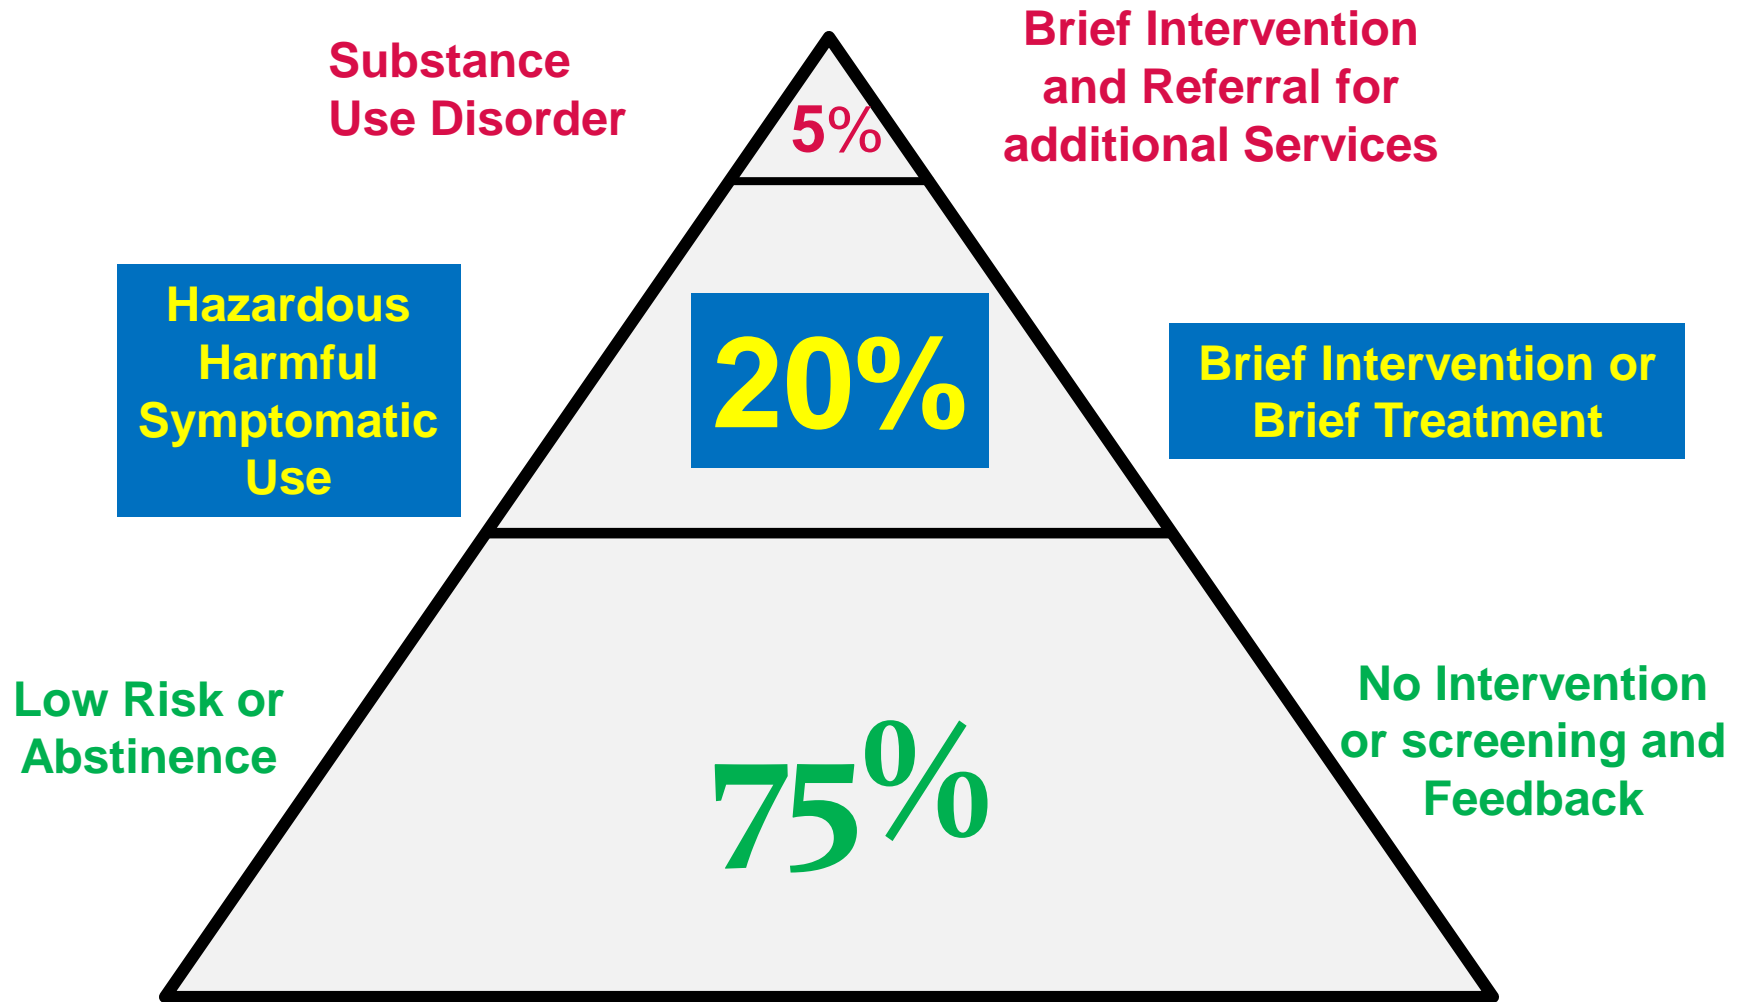 Substance
Use Disorder
5%
Brief Intervention
and Referral for
additional Services
Hazardous
Harmful
Symptomatic
Use
20%
Brief Intervention or
Brief Treatment
Low Risk or
Abstinence
75%
No Intervention
or screening and
Feedback